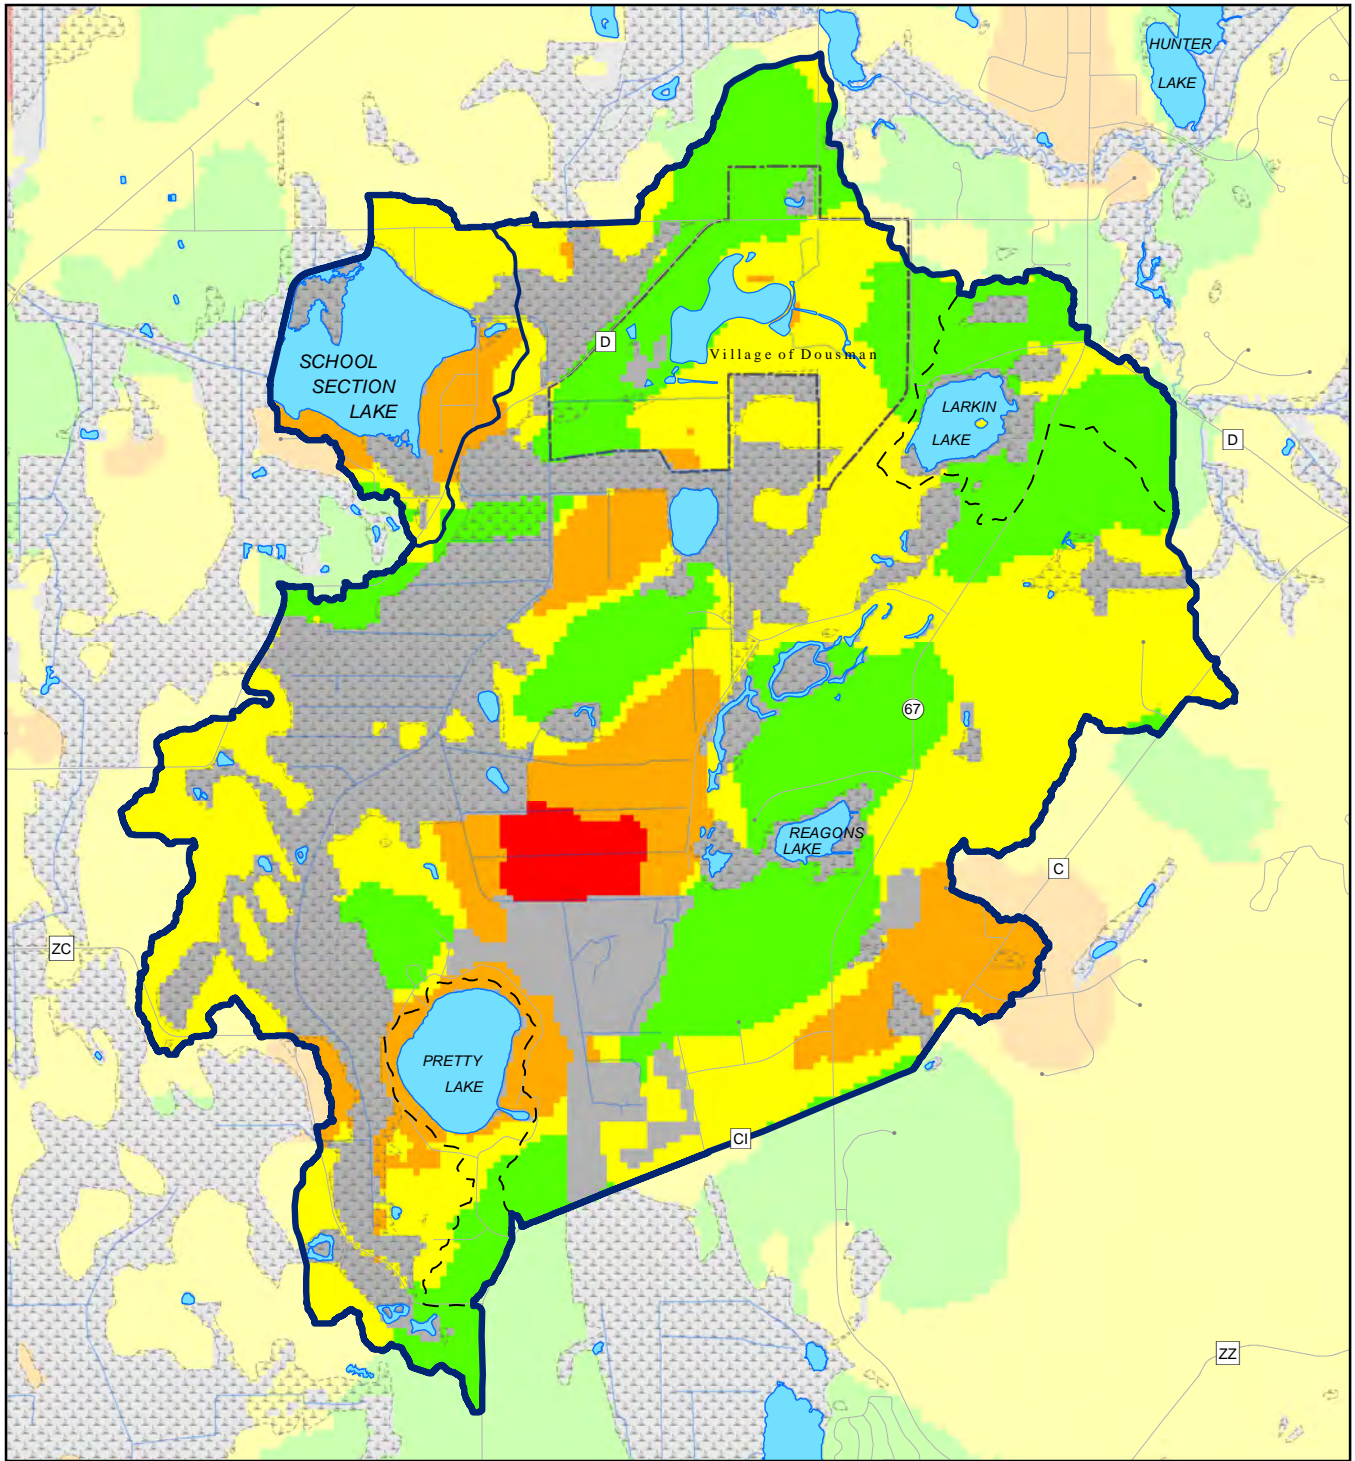 HUNTER
LAKE
SCHOOL
SECTION
LAKE
D
Village of Dousman
LARKIN
LAKE
D
67
REAGONS
LAKE
C
ZC
PRETTY
LAKE
CI
ZZ